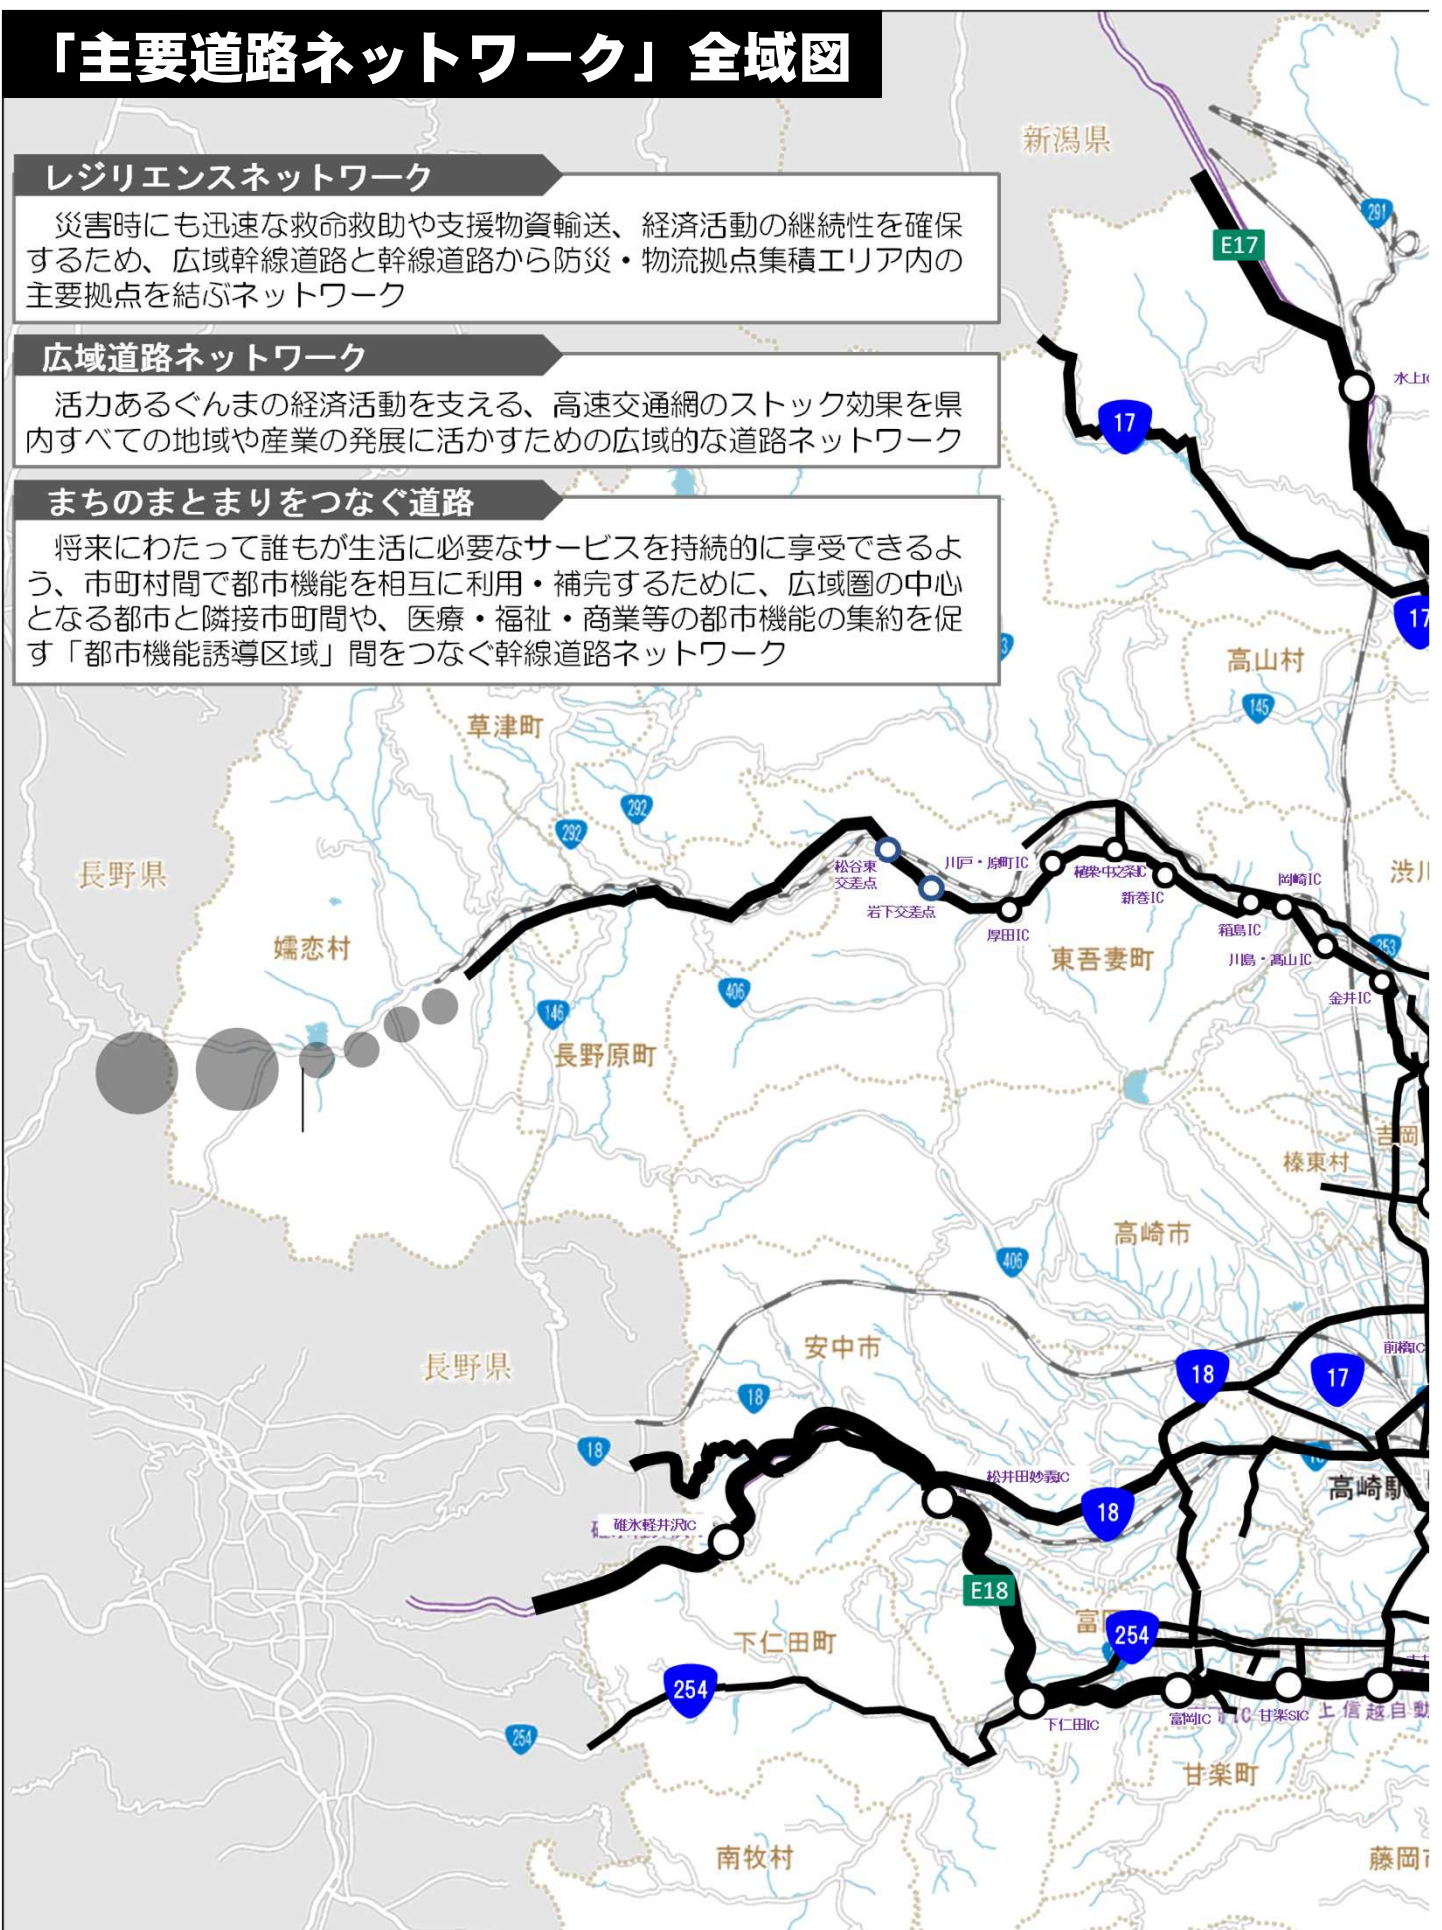 「主要道路ネットワーク」全域図
レジリエンスネットワーク
災害時にも迅速な救命救助や支援物資輸送、経済活動の継続性を確保
するため、広域幹線道路と幹線道路から防災・物流拠点集積エリア内の
主要拠点を結ぶネットワーク
広域道路ネットワーク
活力あるぐんまの経済活動を支える、高速交通網のストック効果を県
内すべての地域や産業の発展に活かすための広域的な道路ネットワーク
まちのまとまりをつなぐ道路
将来にわたって誰もが生活に必要なサービスを持続的に享受できるよ
う、市町村間で都市機能を相互に利用・補完するために、広域圏の中心
となる都市と隣接市町間や、医療・福祉・商業等の都市機能の集約を促
す「都市機能誘導区域」間をつなぐ幹線道路ネットワーク
新潟県
291
E17
水上IC
17
17
高山村
145
草津町
292
292
長野県
松谷東
交差点
川戸・原町IC
植栗・中之条IC
新巻IC
岡崎IC
渋川
岩下交差点
厚田IC
箱島IC
嬬恋村
東吾妻町
川島・高山IC
353
金井IC
406
146
長野原町
吉岡
榛東村
高崎市
406
安中市
前橋IC
長野県
18
17
18
18
松井田妙義IC
高崎駅
18
碓氷軽井沢IC
E18
富岡
254
下仁田町
254
下仁田IC
富岡IC
甘楽SIC
上信越自動
254
甘楽町
南牧村
藤岡市